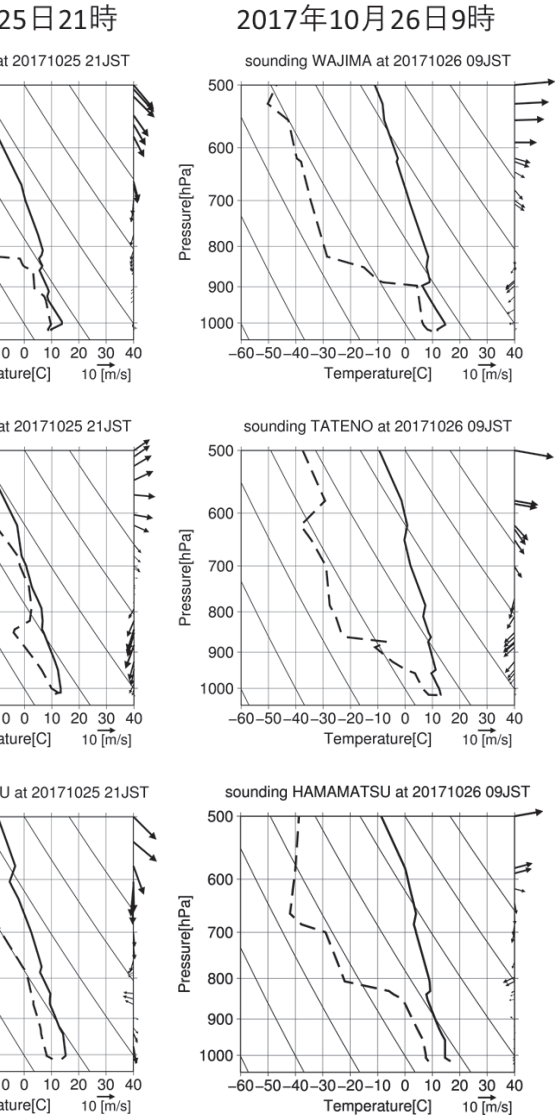 25日21時
2017年10月26日9時
at 20171025 21JST
0 20 30 40
ature[C]
10 [m/s]
sounding WAJIMA at 20171026 09JST
Pressure[hPa]
500
600
700
800
900
1000
−60 −50 −40 −30 −20 −10 0 10 20 30 40
Temperature[C]
10 [m/s]
at 20171025 21JST
0 20 30 40
ature[C]
10 [m/s]
sounding TATENO at 20171026 09JST
Pressure[hPa]
500
600
700
800
900
1000
−60 −50 −40 −30 −20 −10 0 10 20 30 40
Temperature[C]
10 [m/s]
U at 20171025 21JST
0 20 30 40
ature[C]
10 [m/s]
sounding HAMAMATSU at 20171026 09JST
Pressure[hPa]
500
600
700
800
900
1000
−60 −50 −40 −30 −20 −10 0 10 20 30 40
Temperature[C]
10 [m/s]